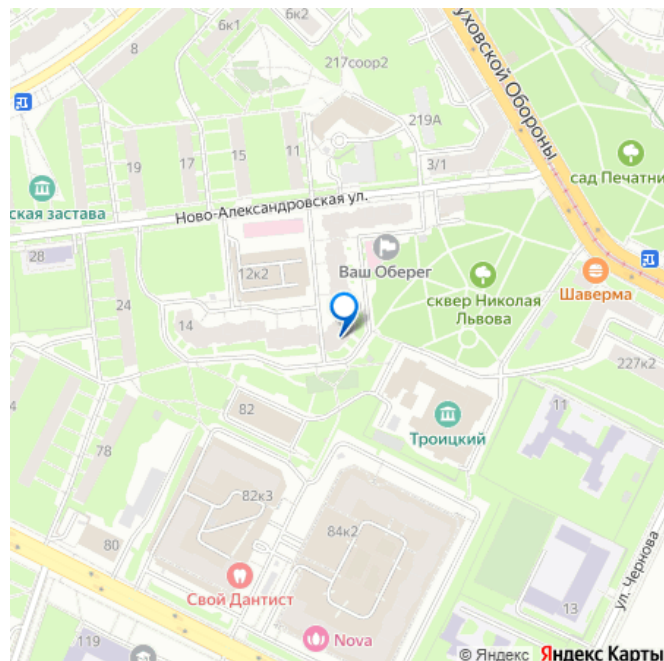 6к1
6к2
8
217соор2
уховской Обороны
219А
19
17
15
11
3/1
сад Печатни
ская застава
Ново-Александровская ул.
28
12к2
Ваш Оберег
сквер Николая
Львова
Шаверма
24
14
227к2
4
82
Троицкий
11
78
82к3
84к2
80
ул. Чернова
Свой Дантист
13
119
Nova
© Яндекс Яндекс Карты